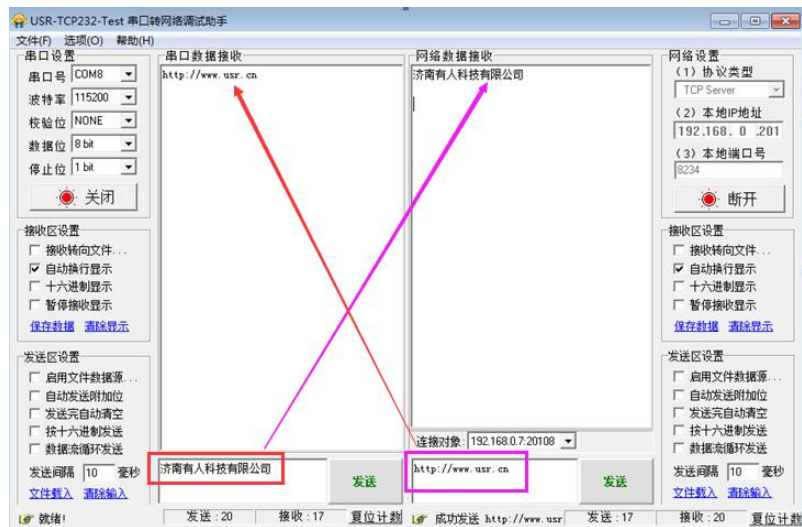 USR-TCP232-Test 串口转网络调试助手
文件(F) 选项(O) 帮助(H)
串口设置
串口号 COM8
波特率 115200
校验位 NONE
数据位 8 bit
停止位 1 bit
关闭
接收区设置
接收转向文件...
自动换行显示
十六进制显示
暂停接收显示
保存数据 清除显示
发送区设置
启用文件数据源...
自动发送附加位
发送完自动清空
按十六进制发送
数据流循环发送
发送间隔 10 毫秒
文件载入 清除输入
就绪!
串口数据接收
http://www.usr.cn
济南有人科技有限公司
发送
发送:20 接收:17 复位计数
网络数据接收
济南有人科技有限公司
连接对象: 192.168.0.7:20108
http://www.usr.cn
发送
成功发送 http://www.usr 发送:17 接收:20 复位计数
网络设置
(1) 协议类型
TCP Server
(2) 本地IP地址
192.168. 0 .201
(3) 本地端口号
8234
断开
接收区设置
接收转向文件...
自动换行显示
十六进制显示
暂停接收显示
保存数据 清除显示
发送区设置
启用文件数据源...
自动发送附加位
发送完自动清空
按十六进制发送
数据流循环发送
发送间隔 10 毫秒
文件载入 清除输入